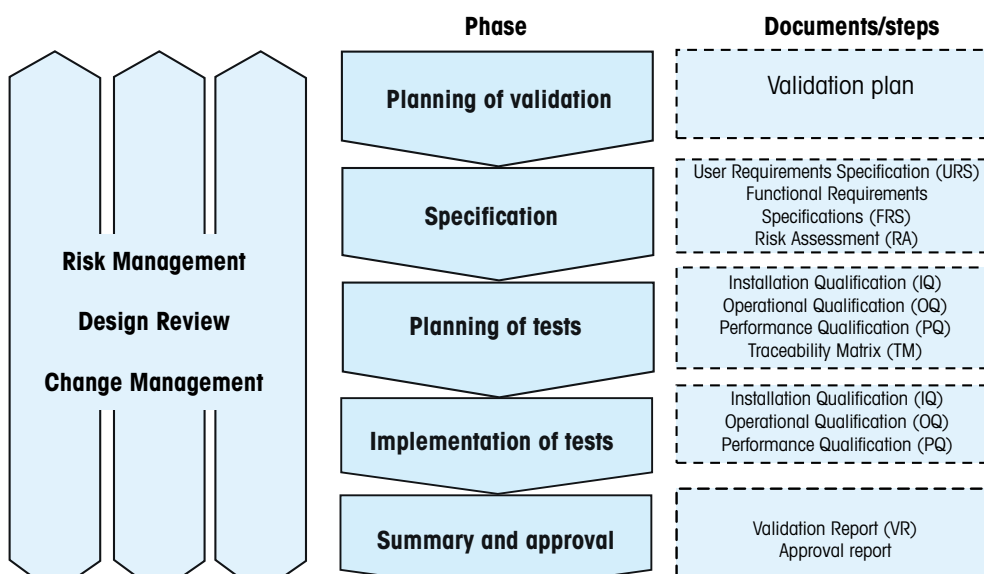 Phase
Documents/steps
Planning of validation
Validation plan
Specification
User Requirements Specification (URS)
Functional Requirements
Specifications (FRS)
Risk Assessment (RA)
Risk Management
Design Review
Change Management
Planning of tests
Installation Qualification (IQ)
Operational Qualification (OQ)
Performance Qualification (PQ)
Traceability Matrix (TM)
Implementation of tests
Installation Qualification (IQ)
Operational Qualification (OQ)
Performance Qualification (PQ)
Summary and approval
Validation Report (VR)
Approval report